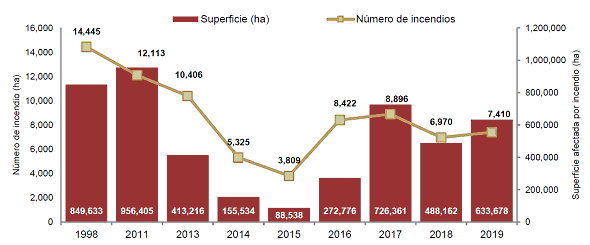 Superficie (ha) Número de incendios
16,000 14,445 12,113 10,406 5,325 3,809 8,422 8,896 6,970 7,410 1,200,000
14,000 1,000,000
12,000 800,000
10,000 600,000
8,000 400,000
6,000 200,000
4,000 0
2,000
0
Número de incendio (ha)
Superficie afectada por incendio (ha)
849,633 956,405 413,216 155,534 88,538 272,776 726,361 488,162 633,678
1998 2011 2013 2014 2015 2016 2017 2018 2019